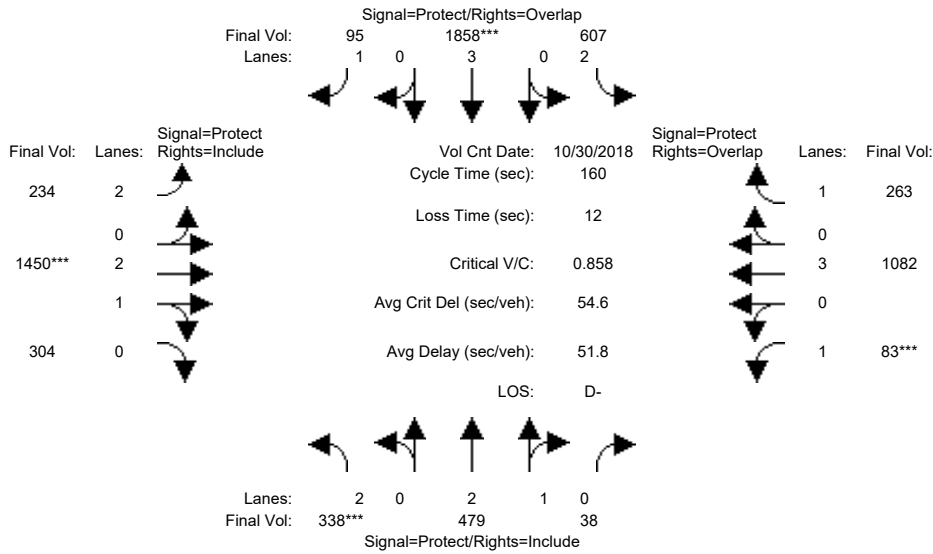 Signal=Protect/Rights=Overlap
Final Vol: 95 1858*** 607
Lanes: 1 0 3 0 2
Signal=Protect Signal=Protect
Final Vol: Lanes: Rights=Include Vol Cnt Date: 10/30/2018 Rights=Overlap Lanes: Final Vol:
Cycle Time (sec): 160
234 2 1 263
Loss Time (sec): 12
0 0
1450*** 2 Critical V/C: 0.858 3 1082
1 Avg Crit Del (sec/veh): 54.6 0
304 0 Avg Delay (sec/veh): 51.8 1 83***
LOS: D-
Lanes: 2 0 2 1 0
Final Vol: 338*** 479 38
Signal=Protect/Rights=Include